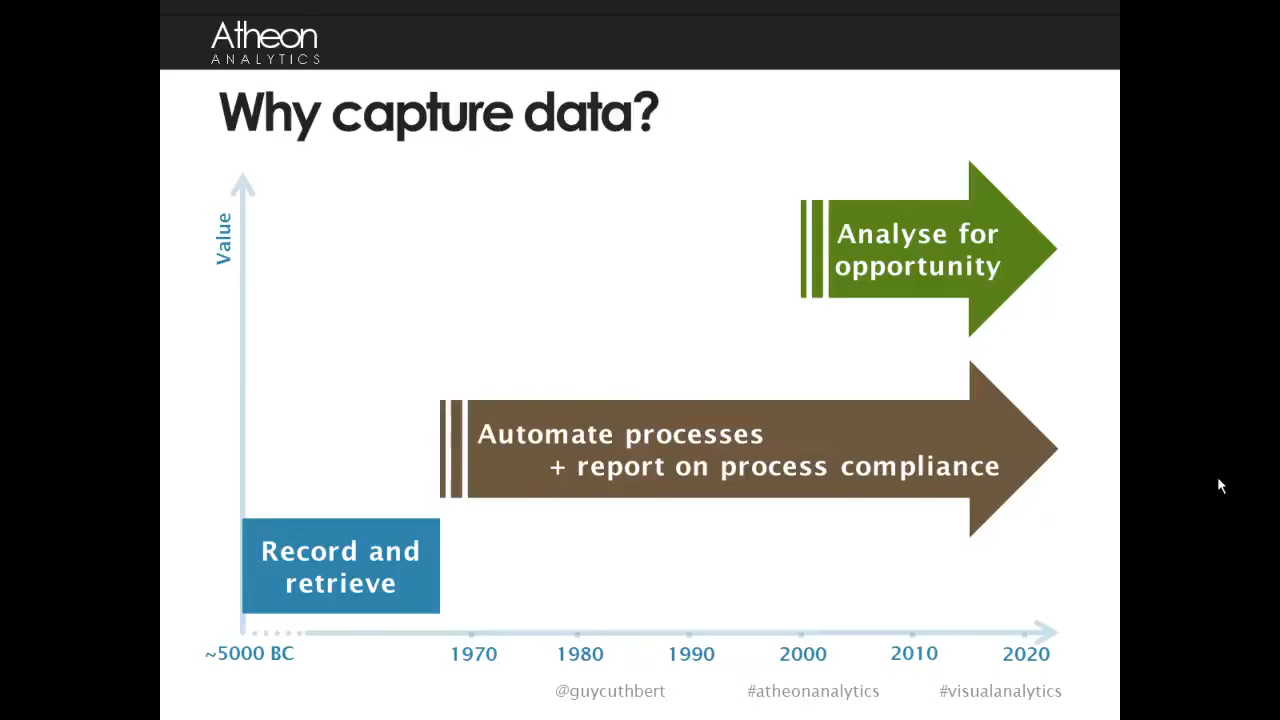 Atheon
ANALYTICS
Why capture data?
Value
Analyse for
opportunity
Automate processes
+ report on process compliance
Record and
retrieve
~5000 BC 1970 1980 1990 2000 2010 2020
@guycuthbert #atheonanalytics #visualanalytics